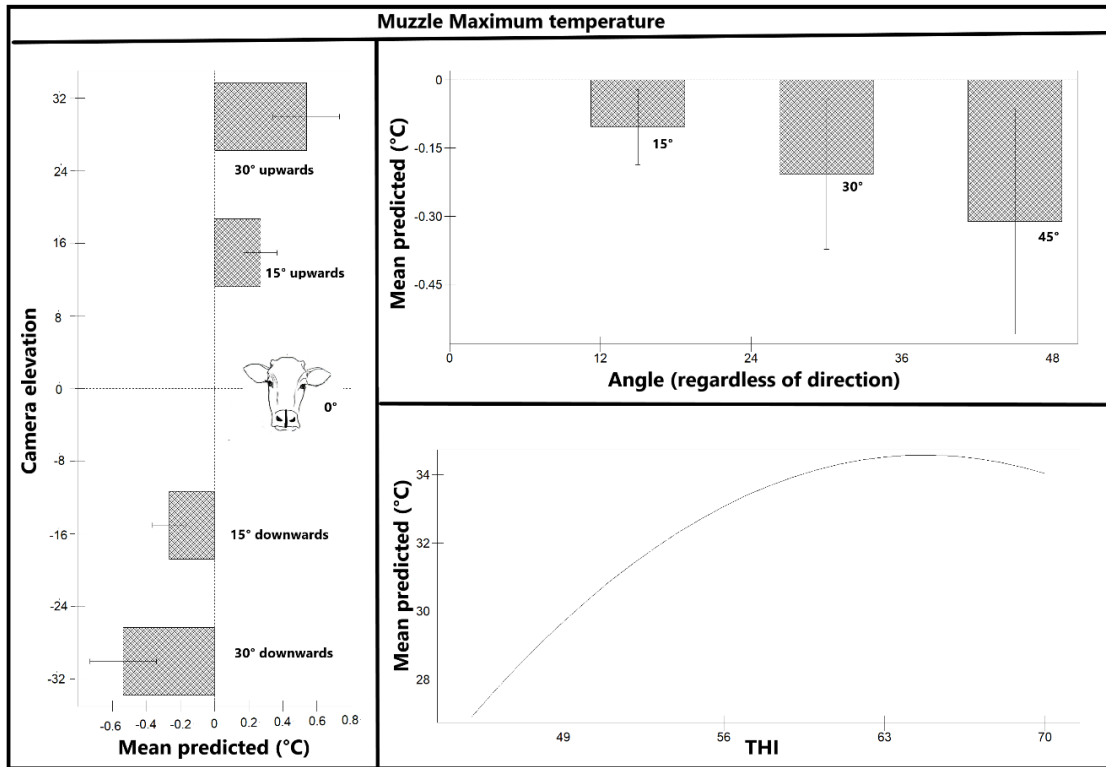 Muzzle Maximum temperature
32
24
16
8
0
-8
-16
-24
-32
Camera elevation
30° upwards
15° upwards
0°
15° downwards
30° downwards
-0.6 -0.4 -0.2 0 0.2 0.4 0.6 0.8
Mean predicted (°C)
0
-0.15
-0.30
-0.45
Mean predicted (°C)
15°
30°
45°
0 12 24 36 48
Angle (regardless of direction)
34
32
30
28
Mean predicted (°C)
49 56 63 70
THI